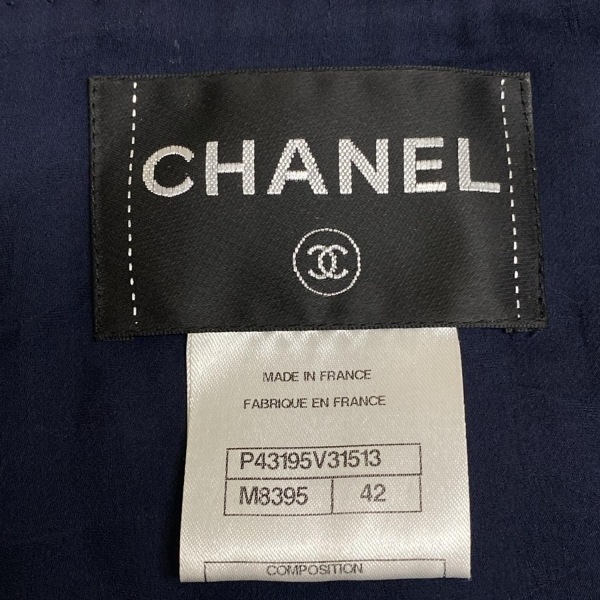 CHANEL
MADE IN FRANCE
FABRIQUE EN FRANCE
P43195V31513
M8395 42
COMPOSITION